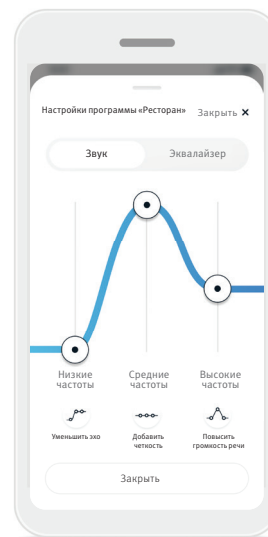 Настройки программы «Ресторан» Закрыть ×
Звук Эквалайзер
Низкие частоты Средние частоты Высокие частоты
Уменьшить эхо Добавить четкость Повысить громкость речи
Закрыть